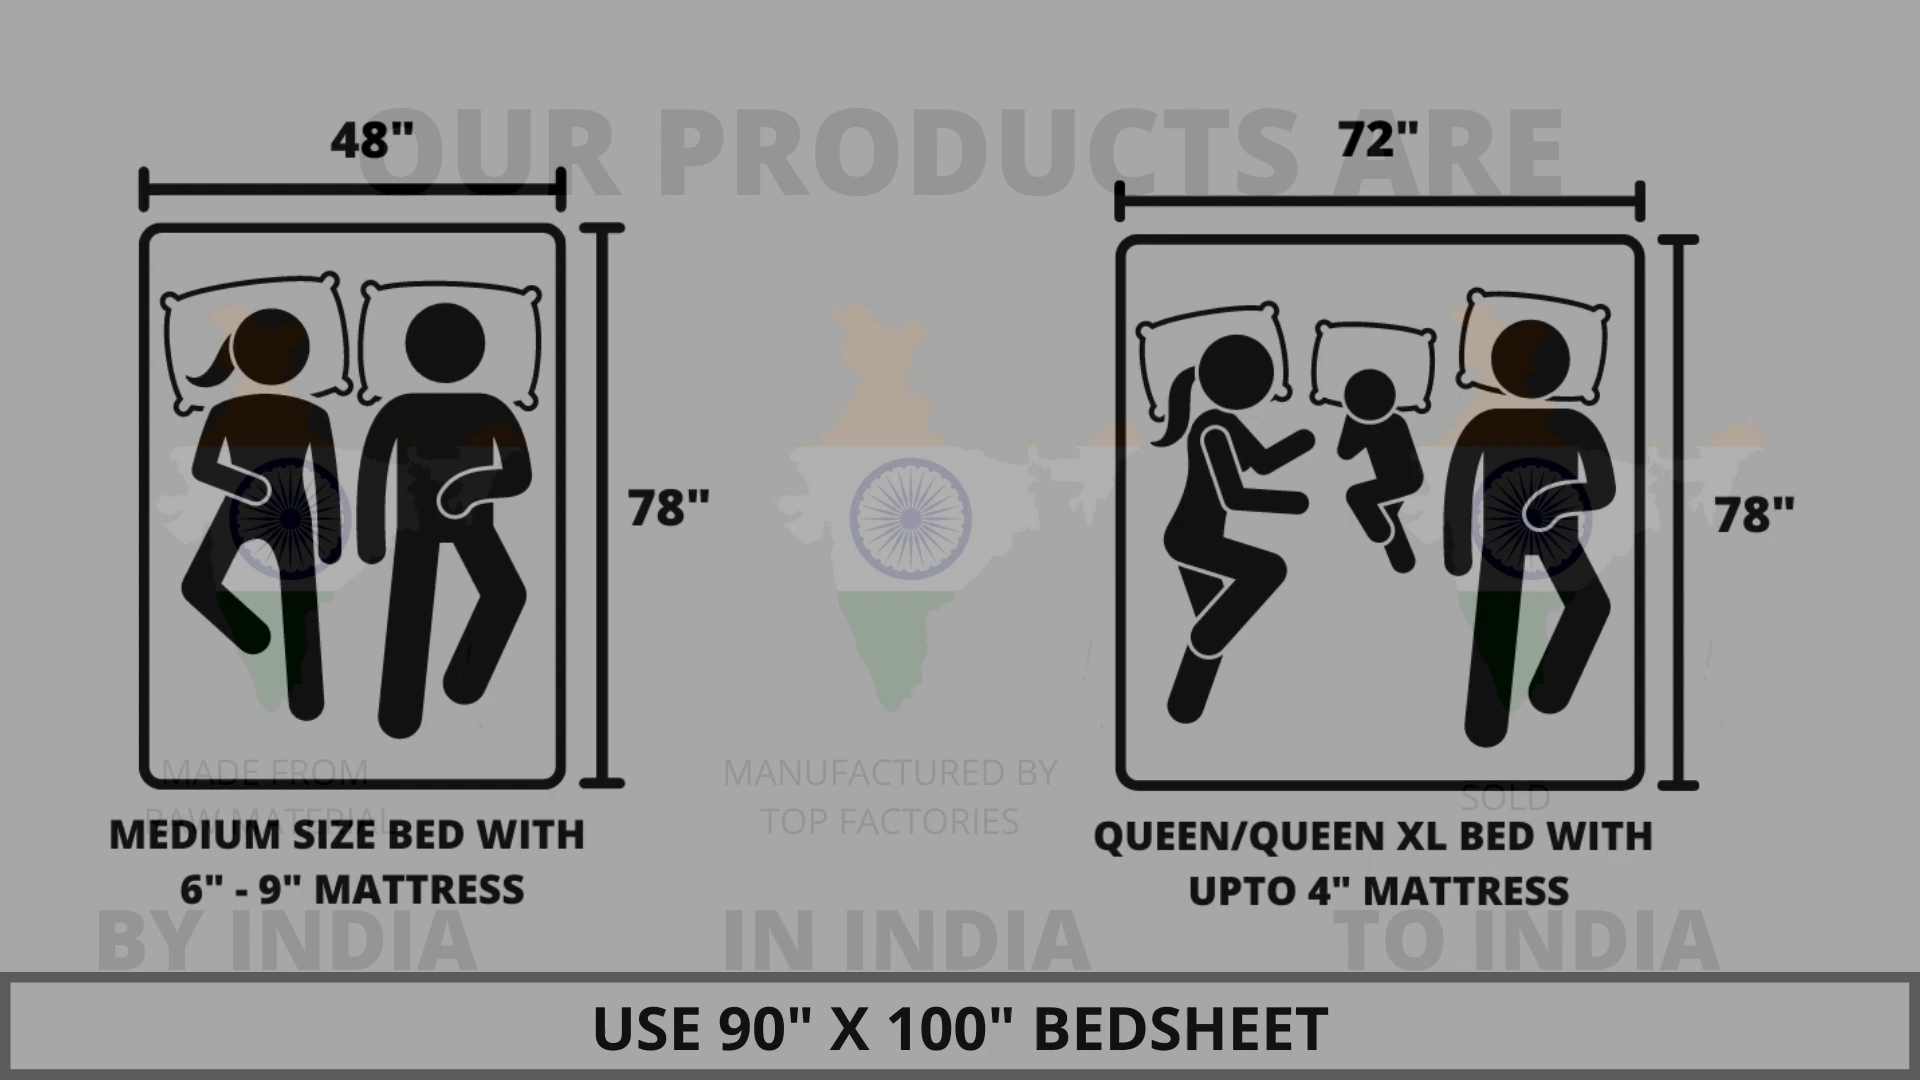 OUR PRODUCTS ARE
48"
72"
78"
78"
MADE FROM
RAW MATERIAL
MANUFACTURED BY
TOP FACTORIES
SOLD
MEDIUM SIZE BED WITH
6" - 9" MATTRESS
QUEEN/QUEEN XL BED WITH
UPTO 4" MATTRESS
BY INDIA
IN INDIA
TO INDIA
USE 90" X 100" BEDSHEET